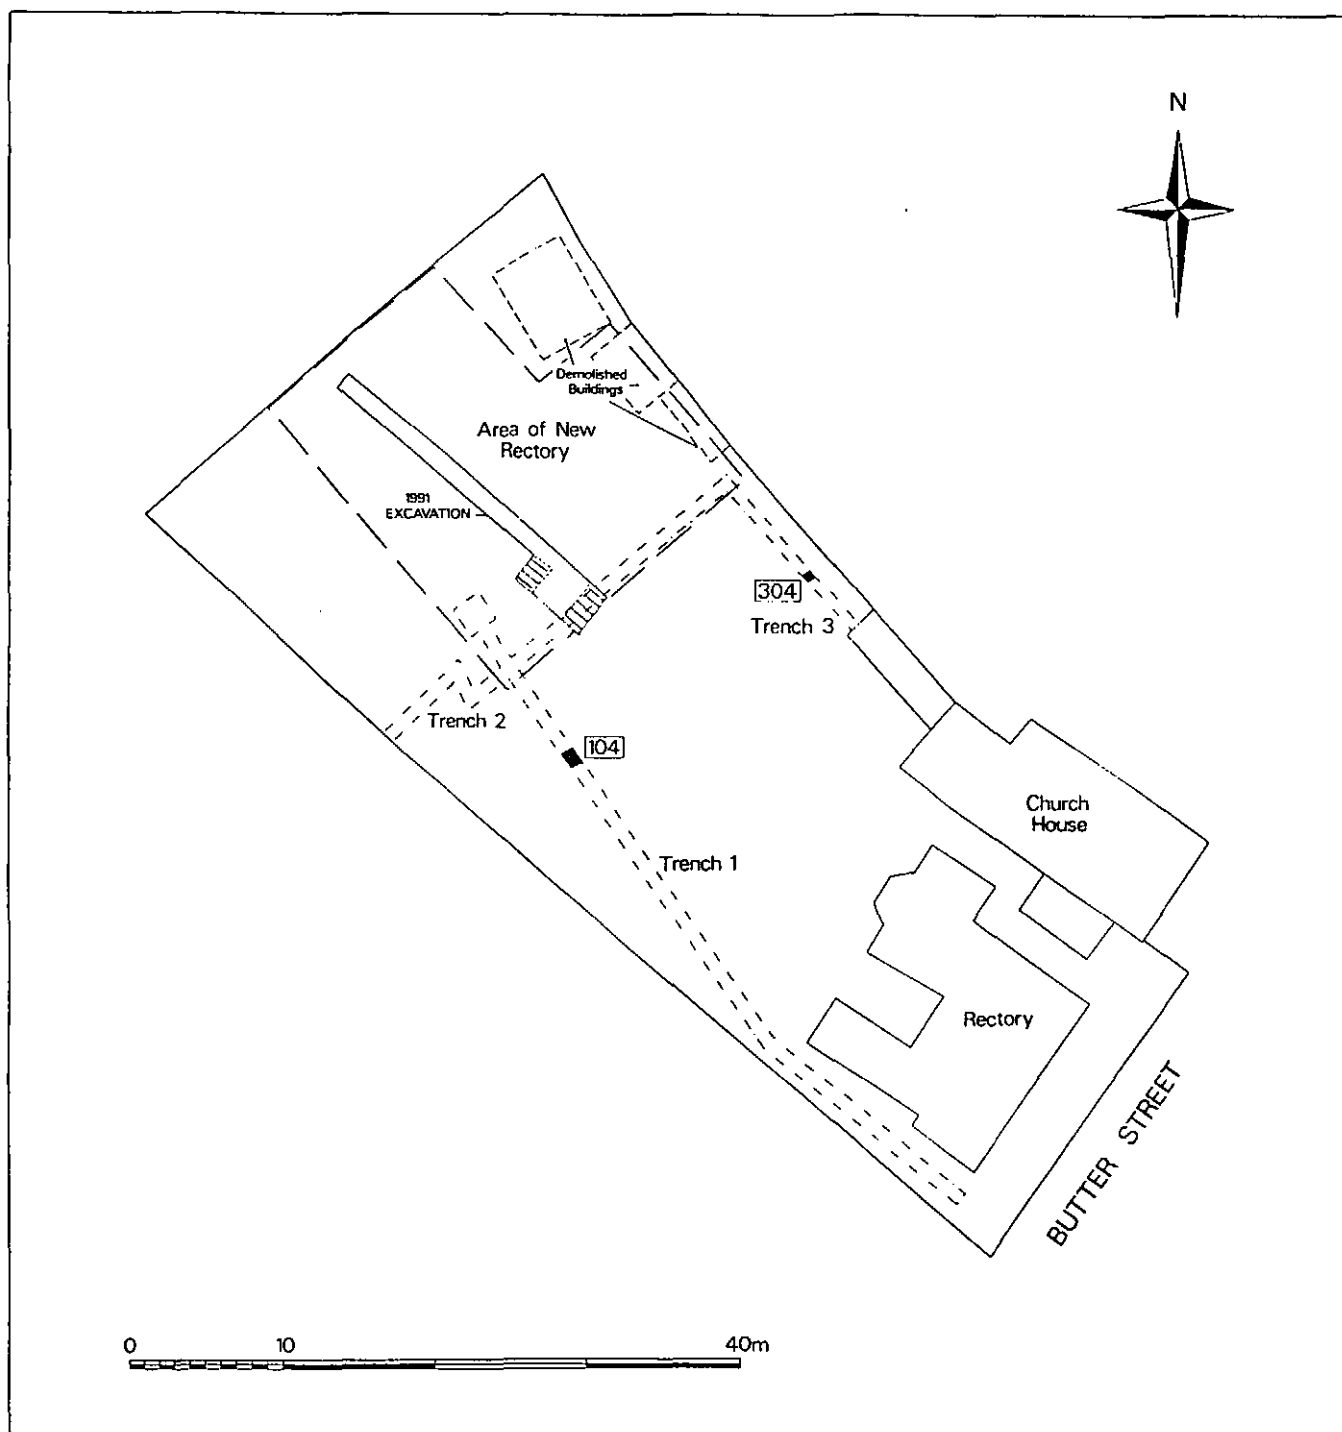 N
Demolished
Buildings
Area of New
Rectory
1991
EXCAVATION
304
Trench 3
Trench 2
104
Trench 1
Church
House
Rectory
BUTTER STREET
0 10 40m